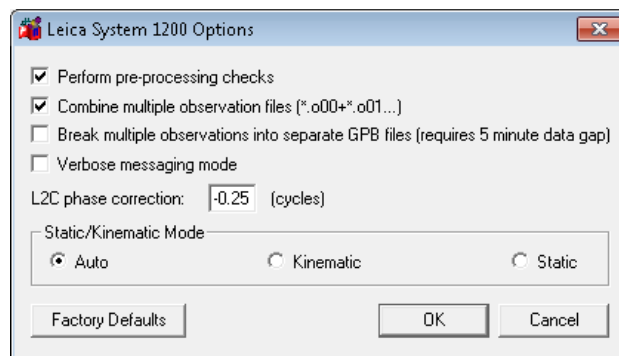 Leica System 1200 Options
Perform pre-processing checks
Combine multiple observation files (*.o00+*.o01...)
Break multiple observations into separate GPB files (requires 5 minute data gap)
Verbose messaging mode
L2C phase correction: -0.25 (cycles)
Static/Kinematic Mode
Auto Kinematic Static
Factory Defaults OK Cancel